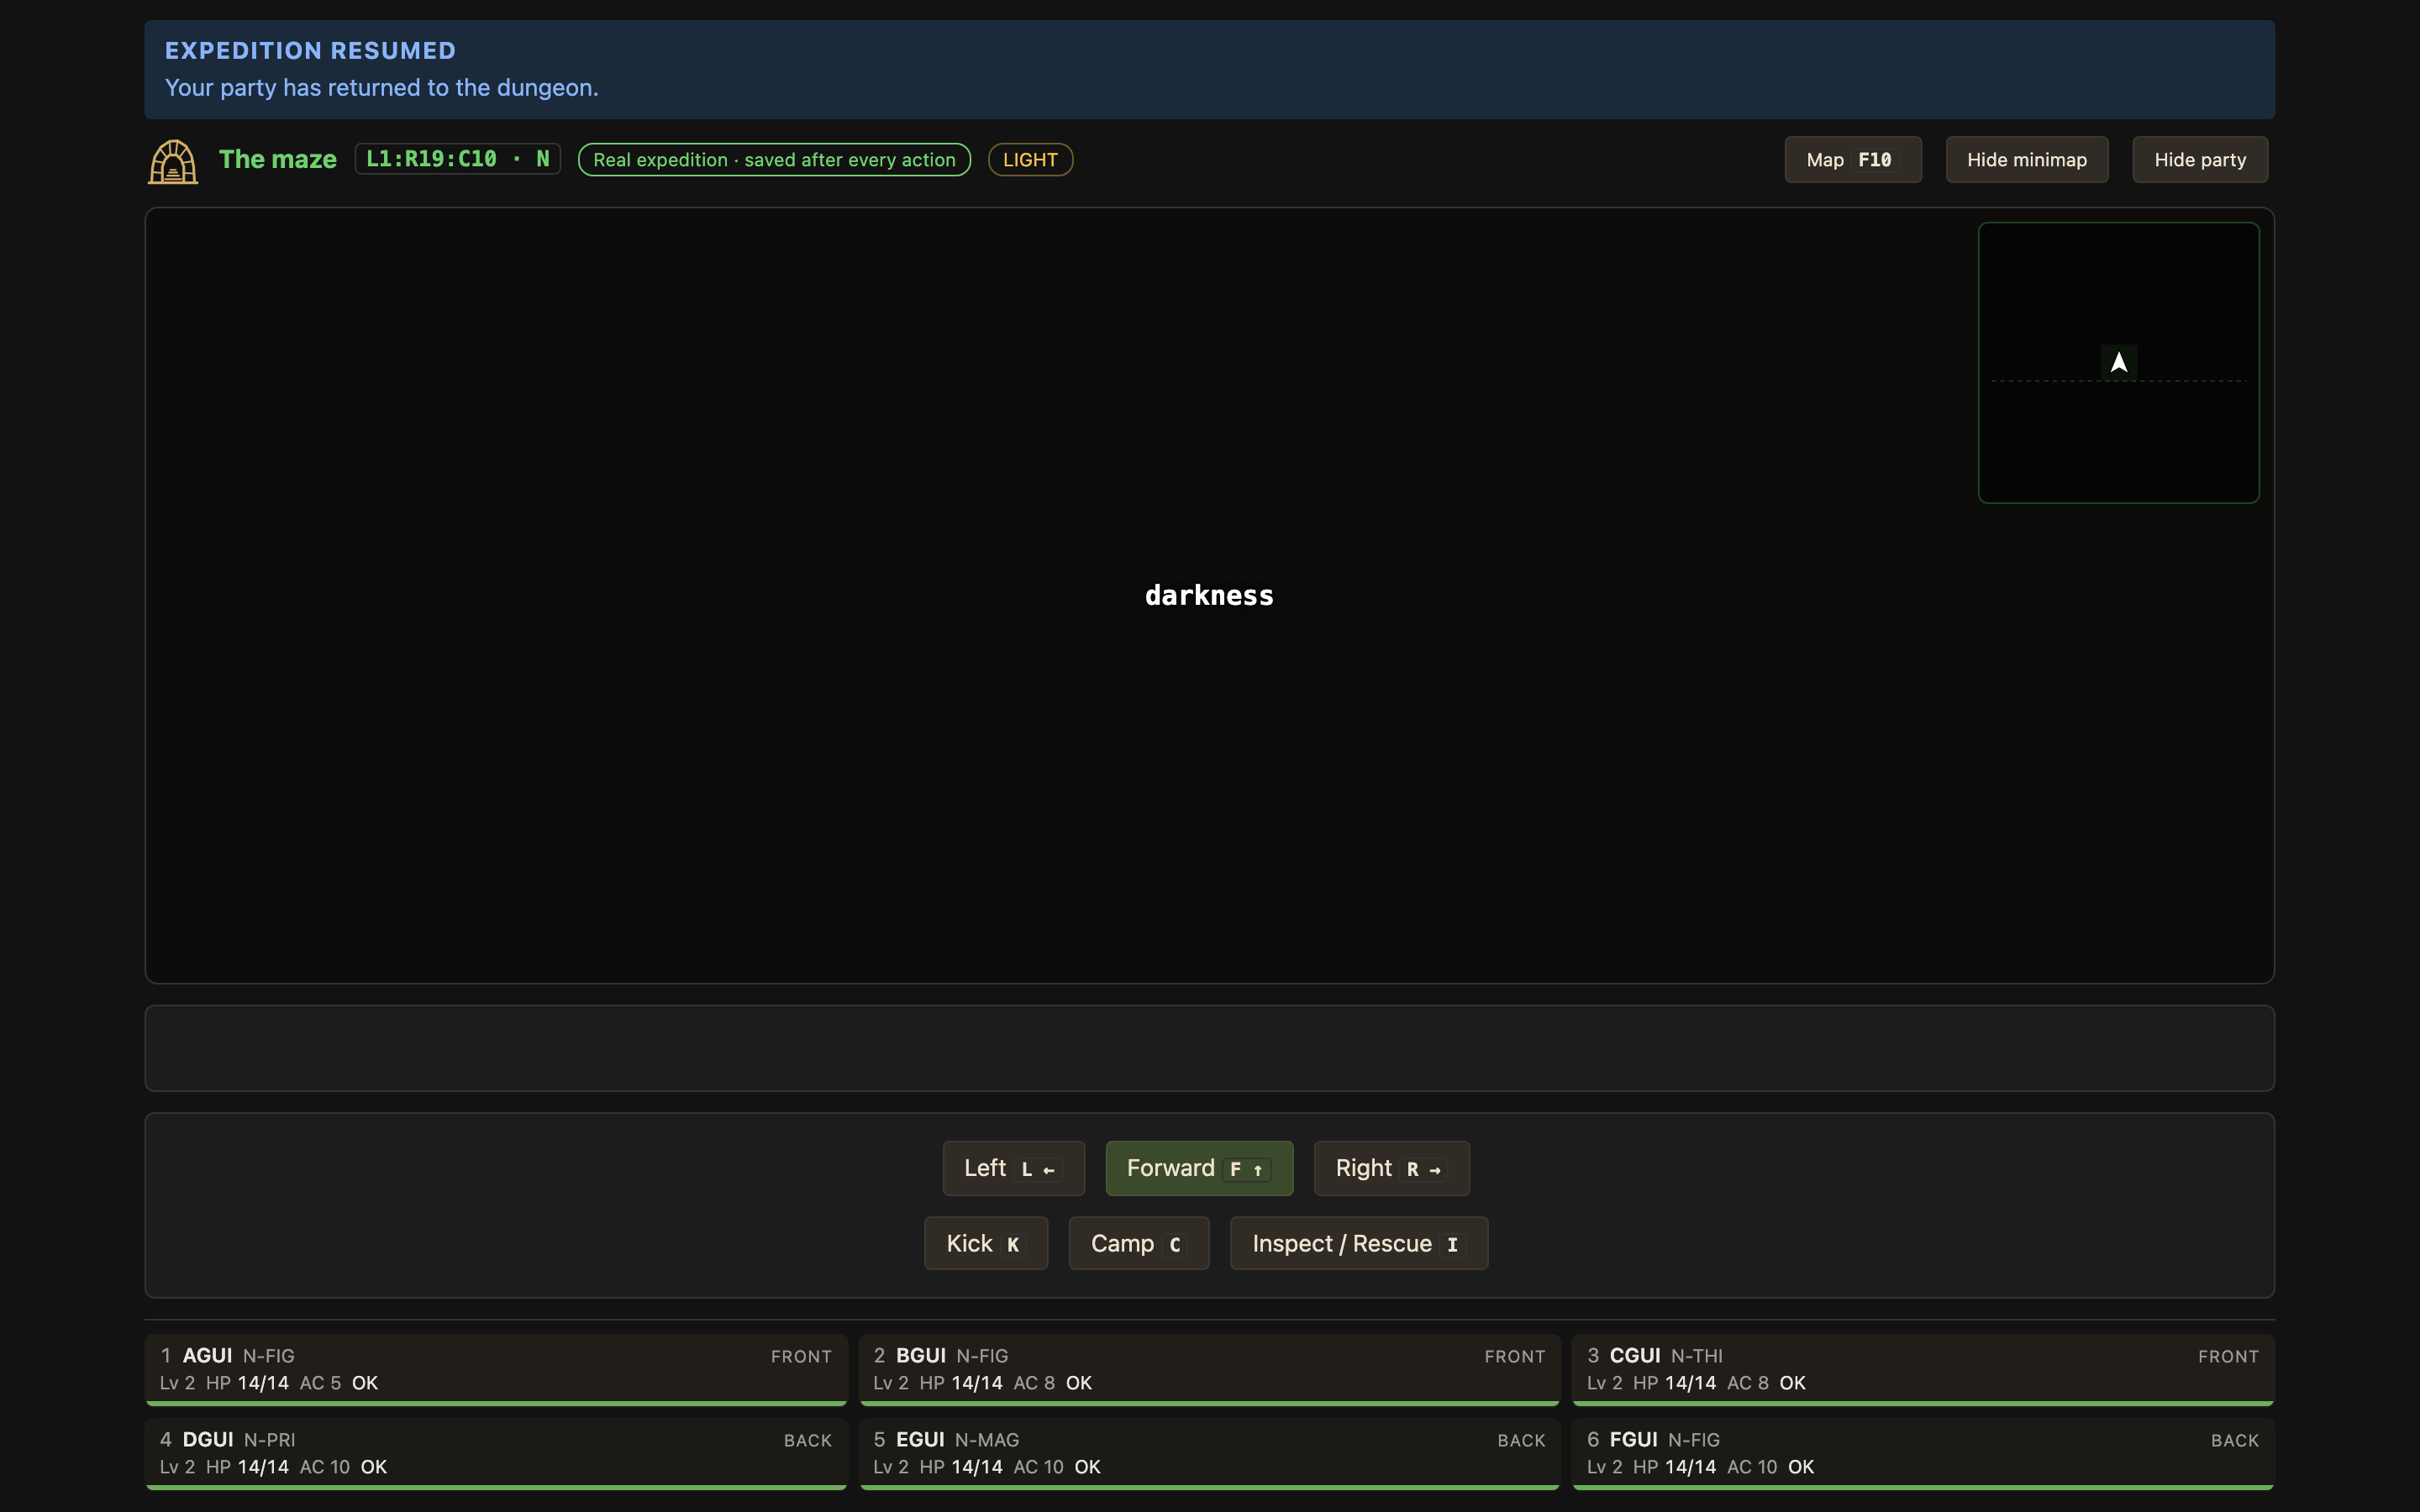 EXPEDITION RESUMED
Your party has returned to the dungeon.
The maze L1:R19:C10 · N Real expedition · saved after every action LIGHT Map F10 Hide minimap Hide party
darkness
Left L ← Forward F ↑ Right R →
Kick K Camp C Inspect / Rescue I
1 AGUI N-FIG FRONT
Lv 2 HP 14/14 AC 5 OK
2 BGUI N-FIG FRONT
Lv 2 HP 14/14 AC 8 OK
3 CGUI N-THI FRONT
Lv 2 HP 14/14 AC 8 OK
4 DGUI N-PRI BACK
Lv 2 HP 14/14 AC 10 OK
5 EGUI N-MAG BACK
Lv 2 HP 14/14 AC 10 OK
6 FGUI N-FIG BACK
Lv 2 HP 14/14 AC 10 OK